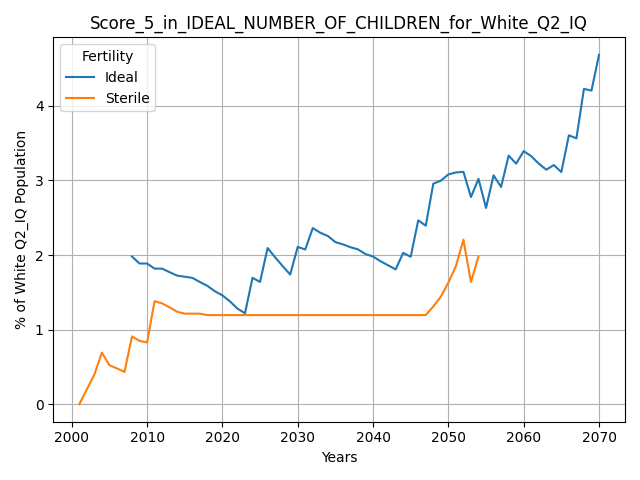 Score_5_in_IDEAL_NUMBER_OF_CHILDREN_for_White_Q2_IQ
Fertility
Ideal
Sterile
% of White Q2_IQ Population
4
3
2
1
0
2000 2010 2020 2030 2040 2050 2060 2070
Years